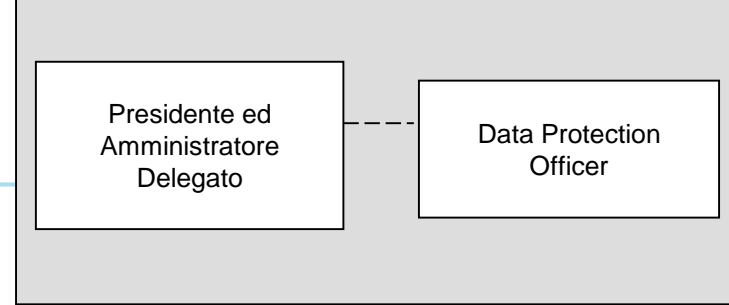 Presidente ed
Amministratore
Delegato
Data Protection
Officer